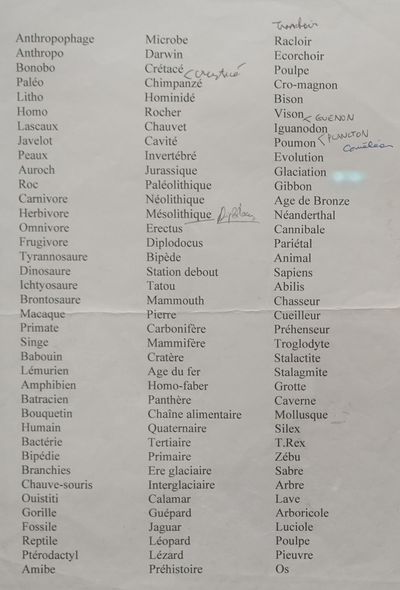 Anthropophage
Anthropo
Bonobo
Paléo
Litho
Homo
Lascaux
Javelot
Peaux
Auroch
Roc
Carnivore
Herbivore
Omnivore
Frugivore
Tyrannosaure
Dinosaure
Ichtyosaure
Brontosaure
Macaque
Primate
Singe
Babouin
Lémurien
Amphibien
Batracien
Bouquetin
Humain
Bactérie
Bipédie
Branchies
Chauve-souris
Ouistiti
Gorille
Fossile
Reptile
Ptérodactyl
Amibe
Microbe
Darwin
Crétacé crustacé
Chimpanzé
Hominidé
Rocher
Chauvet
Cavité
Invertébré
Jurassique
Paléolithique
Néolithique
Mésolithique
Erectus
Diplodocus
Bipède
Station debout
Tatou
Mammouth
Pierre
Carbonifère
Mammifère
Cratère
Age du fer
Homo-faber
Panthère
Chaîne alimentaire
Quaternaire
Tertiaire
Primaire
Ere glaciaire
Interglaciaire
Calamar
Guépard
Jaguar
Léopard
Lézard
Préhistoire
Tranchoir
Racloir
Ecorchoir
Poulpe
Cro-magnon
Bison
Vison GUENON
Iguanodon
Poumon PLANCTON
Caméléon
Evolution
Glaciation
Gibbon
Age de Bronze
Néanderthal
Cannibale
Pariétal
Animal
Sapiens
Abilis
Chasseur
Cueilleur
Préhenseur
Troglodyte
Stalactite
Stalagmite
Grotte
Caverne
Mollusque
Silex
T.Rex
Zébu
Sabre
Arbre
Lave
Arboricole
Luciole
Poulpe
Pieuvre
Os